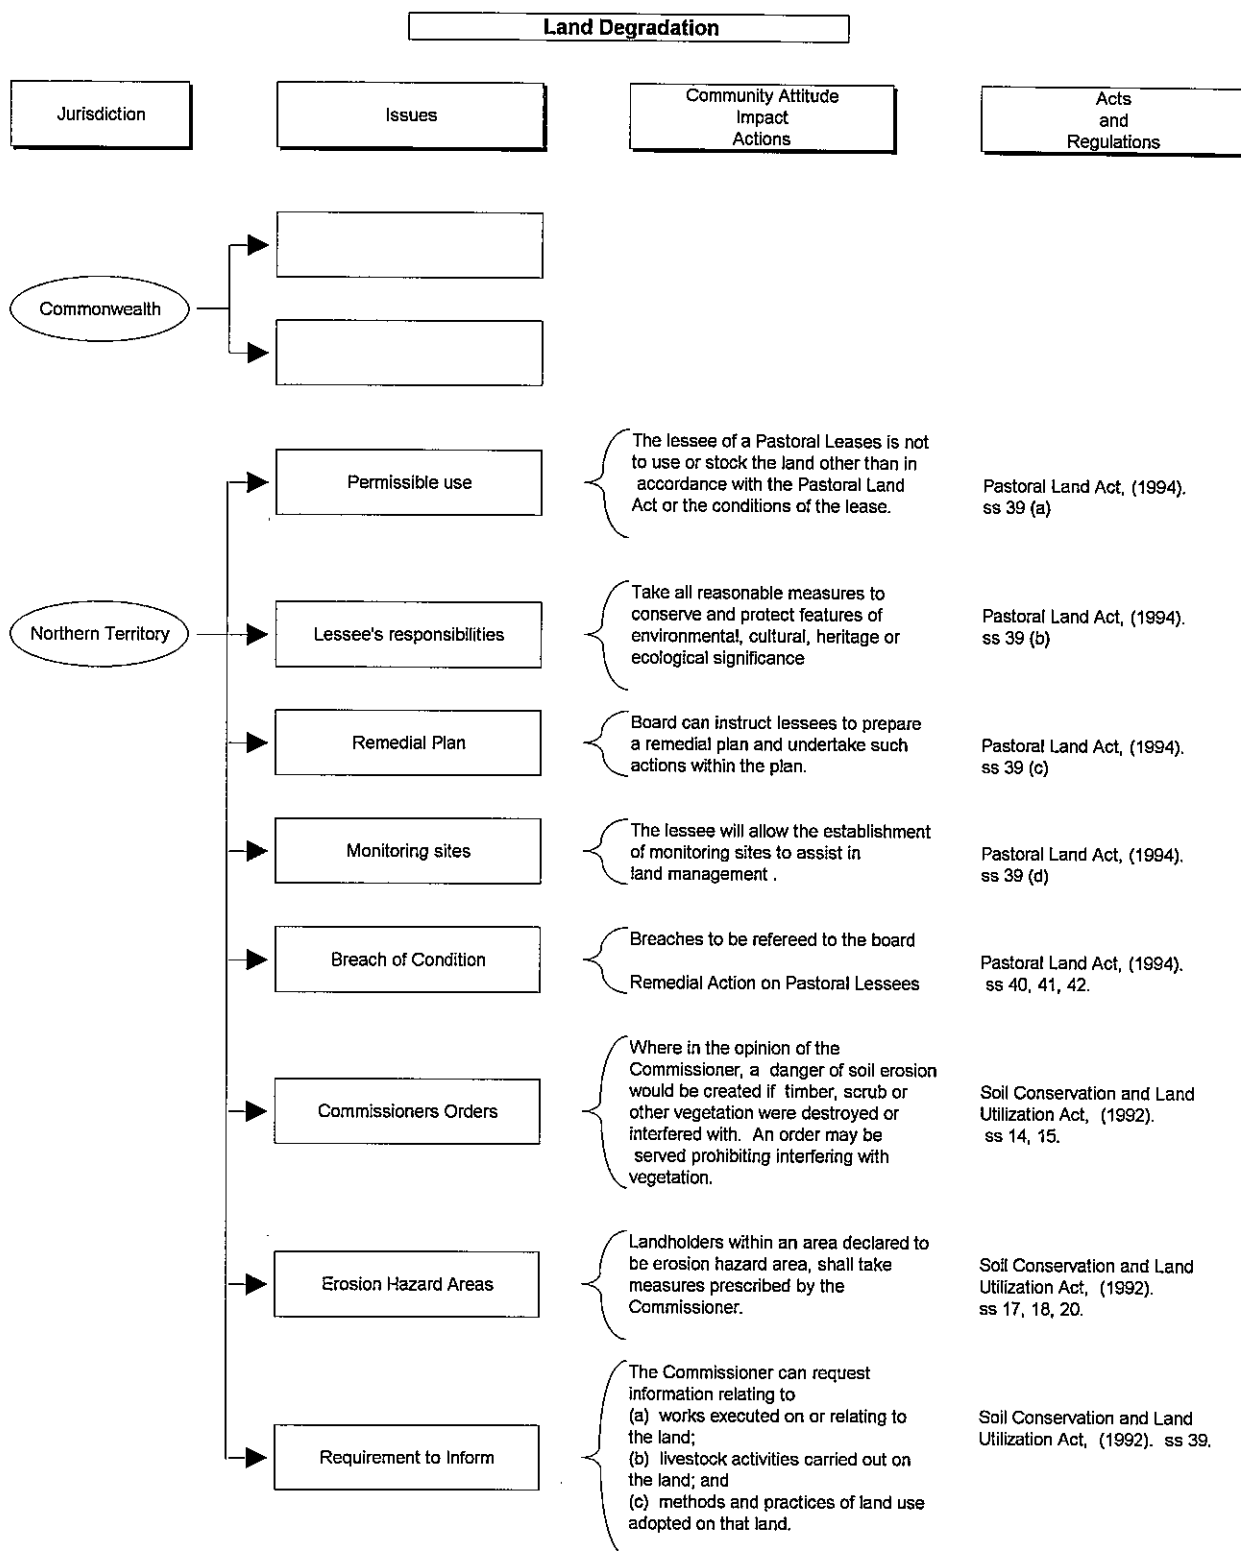 Land Degradation
Jurisdiction
Issues
Community Attitude
Impact
Actions
Acts
and
Regulations
Commonwealth
Northern Territory
Permissible use
The lessee of a Pastoral Leases is not
to use or stock the land other than in
accordance with the Pastoral Land
Act or the conditions of the lease.
Pastoral Land Act, (1994).
ss 39 (a)
Lessee's responsibilities
Take all reasonable measures to
conserve and protect features of
environmental, cultural, heritage or
ecological significance
Pastoral Land Act, (1994).
ss 39 (b)
Remedial Plan
Board can instruct lessees to prepare
a remedial plan and undertake such
actions within the plan.
Pastoral Land Act, (1994).
ss 39 (c)
Monitoring sites
The lessee will allow the establishment
of monitoring sites to assist in
land management .
Pastoral Land Act, (1994).
ss 39 (d)
Breach of Condition
Breaches to be refereed to the board
Remedial Action on Pastoral Lessees
Pastoral Land Act, (1994).
ss 40, 41, 42.
Commissioners Orders
Where in the opinion of the
Commissioner, a danger of soil erosion
would be created if timber, scrub or
other vegetation were destroyed or
interfered with. An order may be
served prohibiting interfering with
vegetation.
Soil Conservation and Land
Utilization Act, (1992).
ss 14, 15.
Erosion Hazard Areas
Landholders within an area declared to
be erosion hazard area, shall take
measures prescribed by the
Commissioner.
Soil Conservation and Land
Utilization Act, (1992).
ss 17, 18, 20.
Requirement to Inform
The Commissioner can request
information relating to
(a) works executed on or relating to
the land;
(b) livestock activities carried out on
the land; and
(c) methods and practices of land use
adopted on that land.
Soil Conservation and Land
Utilization Act, (1992). ss 39.